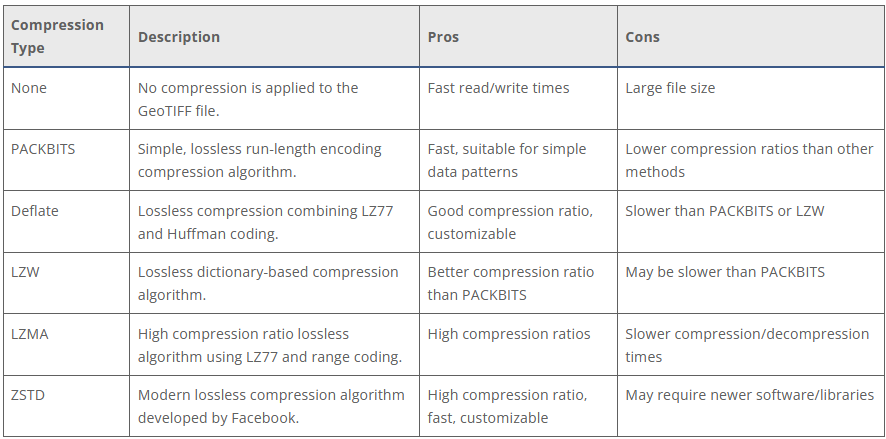 Compression
Type
Description
Pros
Cons
None
No compression is applied to the
GeoTIFF file.
Fast read/write times
Large file size
PACKBITS
Simple, lossless run-length encoding
compression algorithm.
Fast, suitable for simple
data patterns
Lower compression ratios than other
methods
Deflate
Lossless compression combining LZ77
and Huffman coding.
Good compression ratio,
customizable
Slower than PACKBITS or LZW
LZW
Lossless dictionary-based compression
algorithm.
Better compression ratio
than PACKBITS
May be slower than PACKBITS
LZMA
High compression ratio lossless
algorithm using LZ77 and range coding.
High compression ratios
Slower compression/decompression
times
ZSTD
Modern lossless compression algorithm
developed by Facebook.
High compression ratio,
fast, customizable
May require newer software/libraries